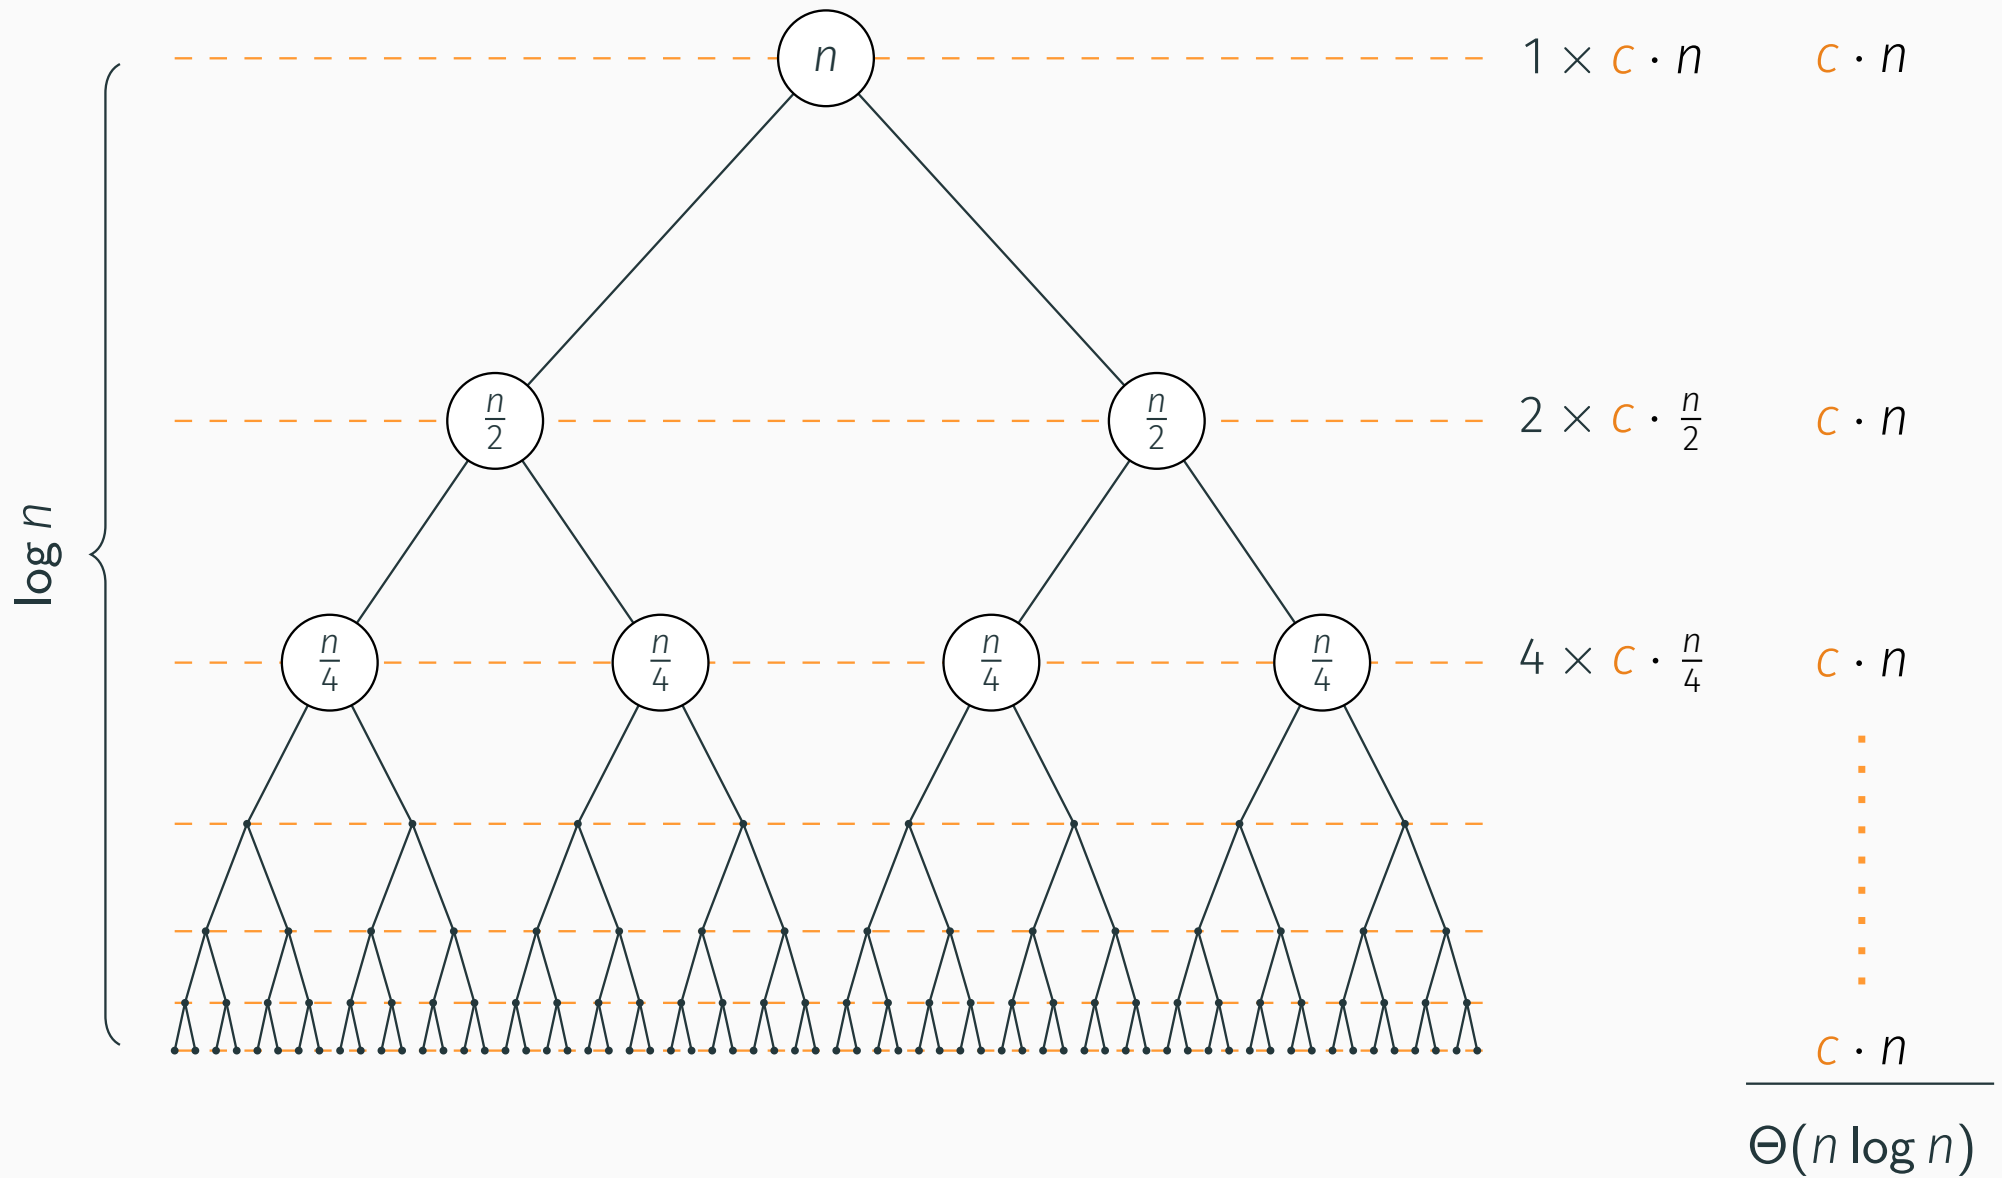 n 1 × c · n c · n
n/2 n/2 2 × c · n/2 c · n
log n
n/4 n/4 n/4 n/4 4 × c · n/4 c · n
c · n
Θ(n log n)